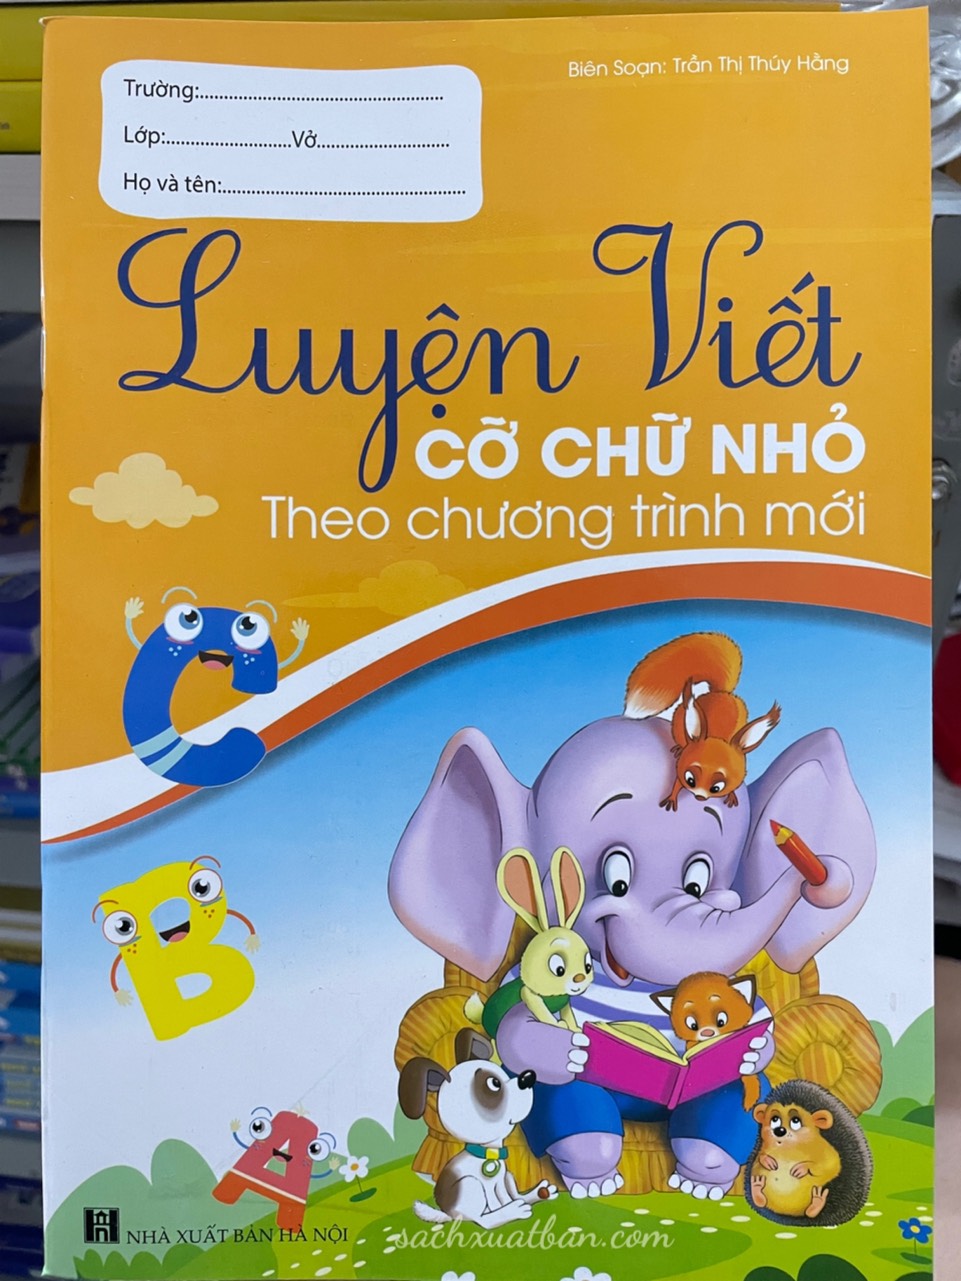 Biên Soạn: Trần Thị Thúy Hằng
Trường:..........................................
Lớp:........................Vở........................
Họ và tên:..........................................
Luyện Viết
CỠ CHỮ NHỎ
Theo chương trình mới
C
B
A
NHÀ XUẤT BẢN HÀ NỘI
sachxuatban.com